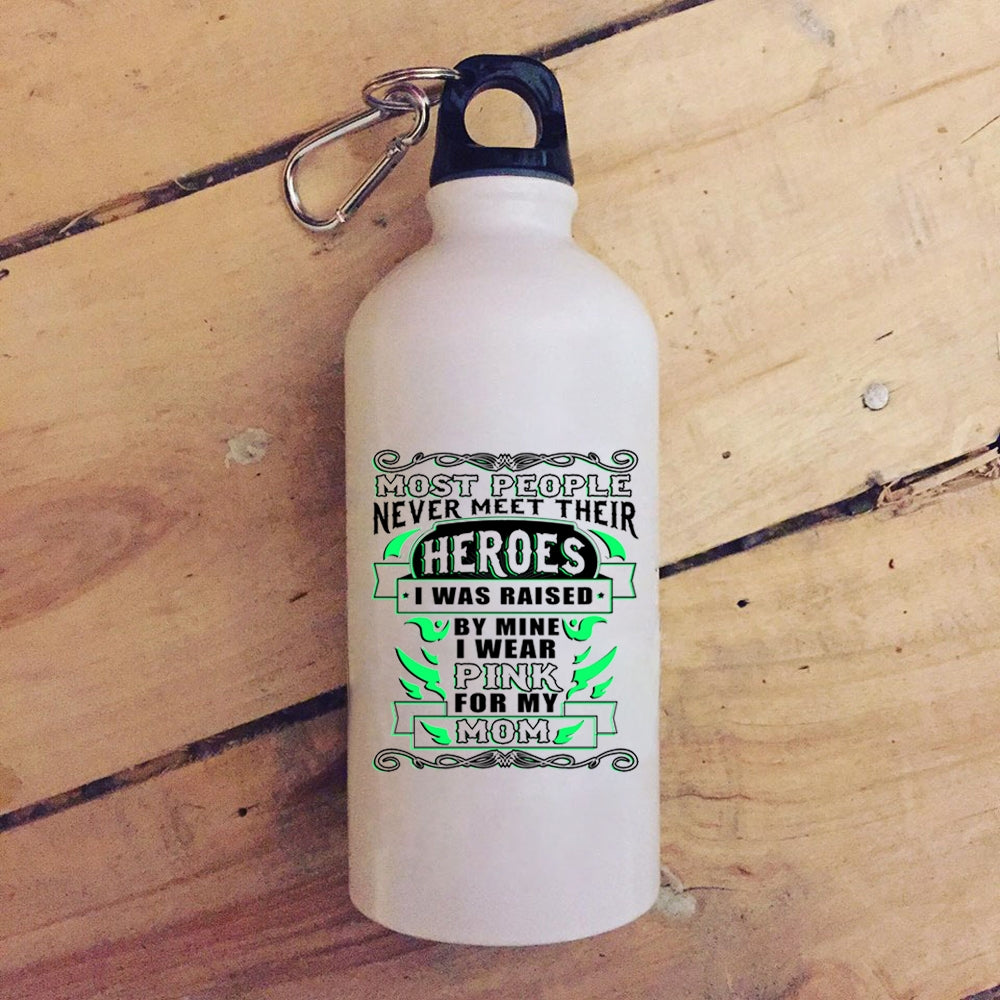 MOST PEOPLE
NEVER MEET THEIR
HEROES
I WAS RAISED
BY MINE
I WEAR
PINK
FOR MY
MOM